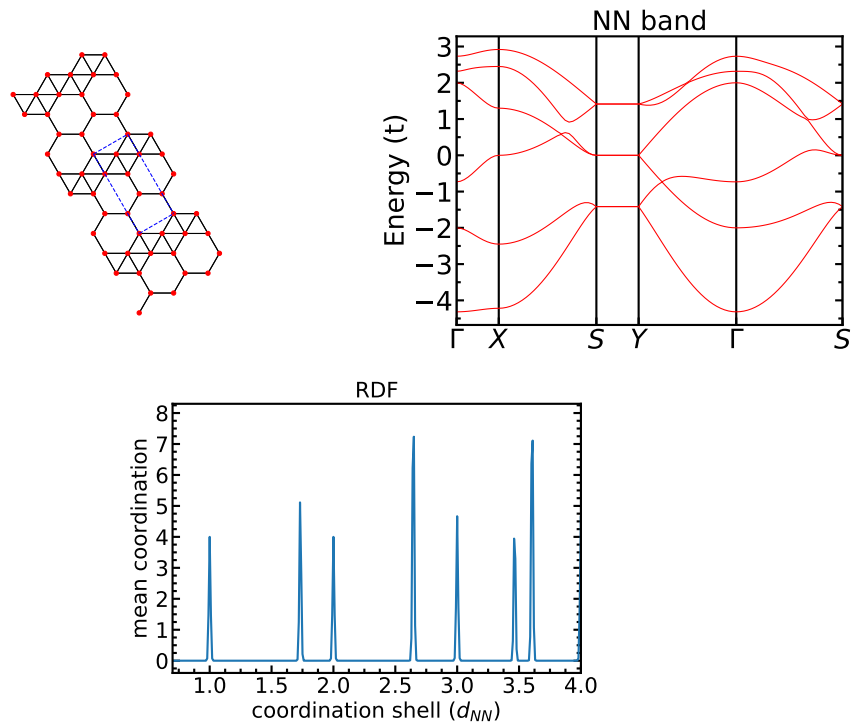 NN band
Energy (t)
3
2
1
0
−1
−2
−3
−4
Γ X S Y Γ S
RDF
mean coordination
8
7
6
5
4
3
2
1
0
1.0 1.5 2.0 2.5 3.0 3.5 4.0
coordination shell (d_NN)